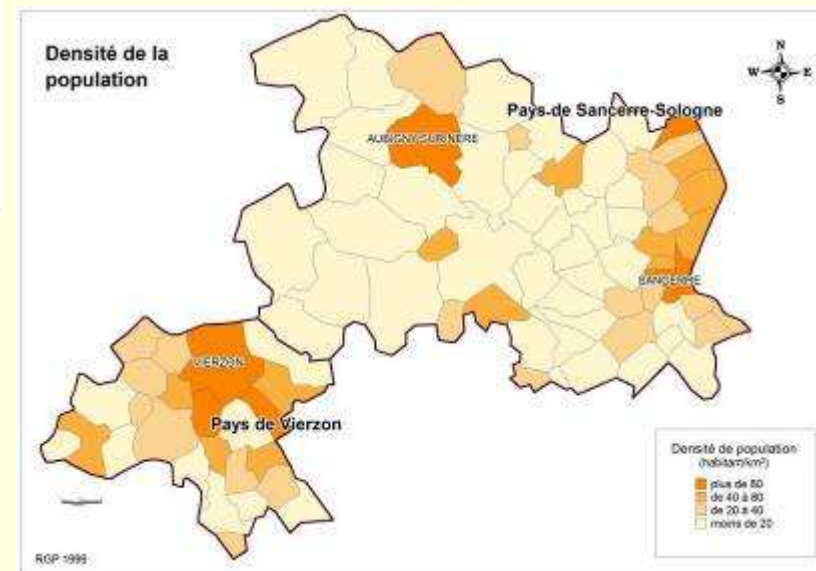 Densité de la
population
N
W E
S
Pays de Sancerre-Sologne
AUBIGNY-SUR-NERE
SANCERRE
VIERZON
Pays de Vierzon
Densité de population
(habitant/km²)
plus de 80
de 40 à 80
de 20 à 40
moins de 20
RGP 1999